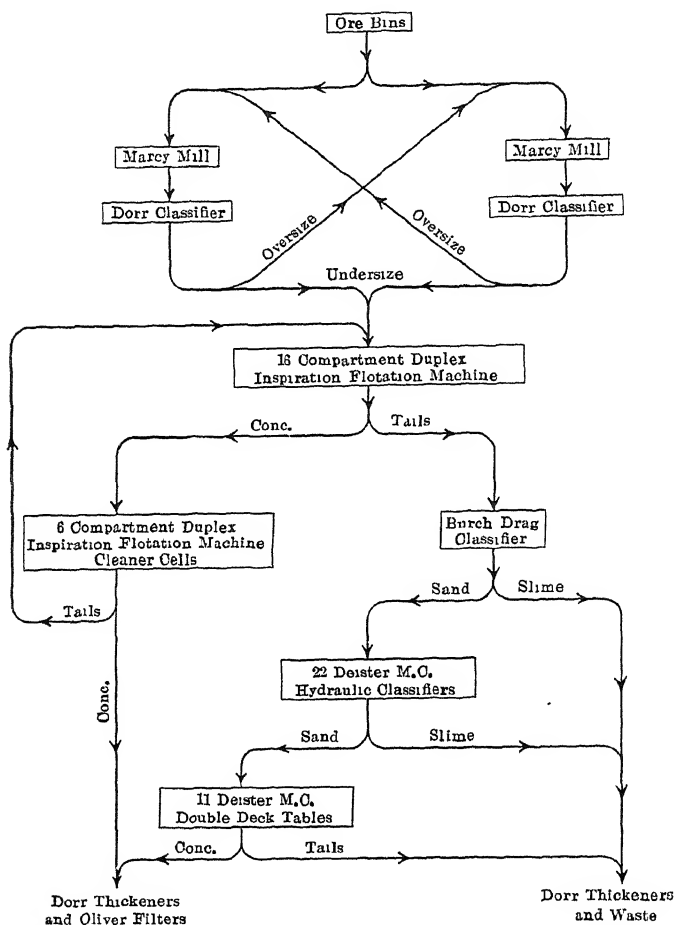 Ore Bins
Marcy Mill
Marcy Mill
Dorr Classifier
Dorr Classifier
Oversize
Oversize
Undersize
16 Compartment Duplex
Inspiration Flotation Machine
Conc.
Tails
6 Compartment Duplex
Inspiration Flotation Machine
Cleaner Cells
Burch Drag
Classifier
Tails
Sand
Slime
22 Deister M.C.
Hydraulic Classifiers
Conc.
Sand
Slime
11 Deister M.C.
Double Deck Tables
Conc.
Tails
Dorr Thickeners
and Oliver Filters
Dorr Thickeners
and Waste